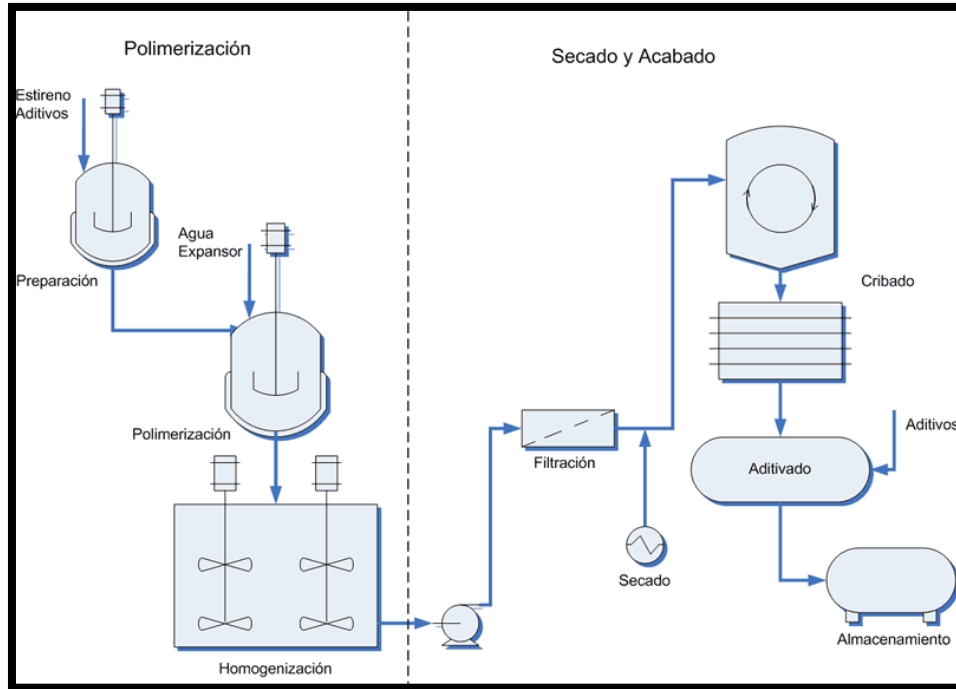 Polimerización
Secado y Acabado
Estireno
Aditivos
Agua
Expansor
Preparación
Cribado
Polimerización
Aditivos
Filtración
Aditivado
Secado
Almacenamiento
Homogenización